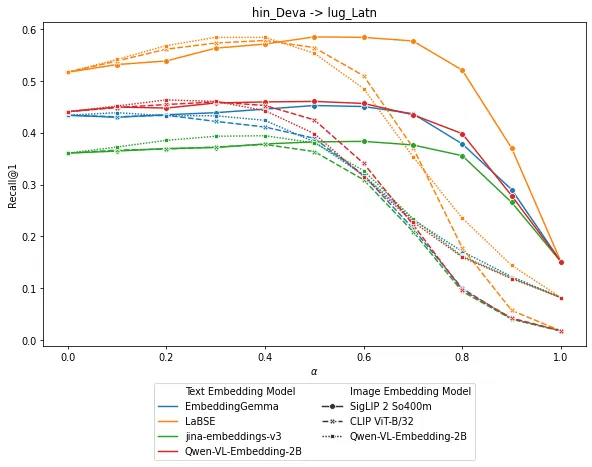 hin_Deva -> lug_Latn
Recall@1
0.6
0.5
0.4
0.3
0.2
0.1
0.0
0.0 0.2 0.4 0.6 0.8 1.0
α
Text Embedding Model Image Embedding Model
EmbeddingGemma SigLIP 2 So400m
LaBSE CLIP ViT-B/32
jina-embeddings-v3 Qwen-VL-Embedding-2B
Qwen-VL-Embedding-2B